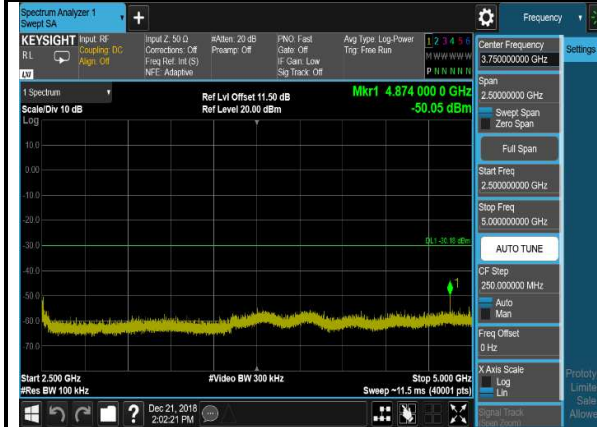 Spectrum Analyzer 1
Swept SA
+
Frequency
KEYSIGHT
RL
LXI
Input: RF
Coupling: DC
Align: Off
Input Z: 50 Ω
Corrections: Off
Freq Ref: Int (S)
NFE: Adaptive
#Atten: 20 dB
Preamp: Off
PNO: Fast
Gate: Off
IF Gain: Low
Sig Track: Off
Avg Type: Log-Power
Trig: Free Run
1 2 3 4 5 6
M W W W W W
P N N N N N
1 Spectrum
Scale/Div 10 dB
Log
Ref Lvl Offset 11.50 dB
Ref Level 20.00 dBm
Mkr1 4.874 000 0 GHz
-50.05 dBm
10.0
0.00
-10.0
-20.0
-30.0
-40.0
-50.0
-60.0
-70.0
1
Start 2.500 GHz
#Res BW 100 kHz
#Video BW 300 kHz
Stop 5.000 GHz
Sweep ~11.5 ms (40001 pts)
?
Dec 21, 2018
2:02:21 PM
Center Frequency
3.750000000 GHz
Settings
Span
2.50000000 GHz
Swept Span
Zero Span
Full Span
Start Freq
2.500000000 GHz
Stop Freq
5.000000000 GHz
AUTO TUNE
CF Step
250.000000 MHz
Auto
Man
Freq Offset
0 Hz
X Axis Scale
Log
Lin
Signal Track
(Span Zoom)